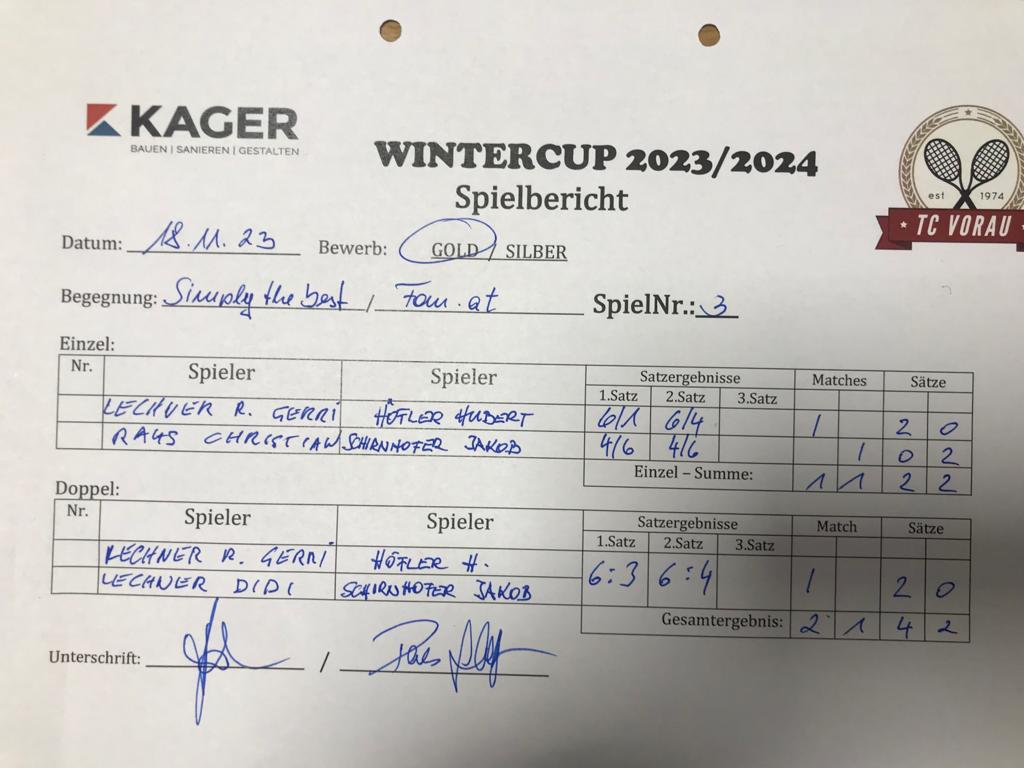 KAGER
BAUEN | SANIEREN | GESTALTEN
WINTERCUP 2023/2024
Spielbericht
est 1974
TC VORAU
Datum: 18.11.23 Bewerb: GOLD / SILBER
Begegnung: Simply the best / Fam.at SpielNr.: 3
Einzel:
Nr. Spieler Spieler Satzergebnisse Matches Sätze
1.Satz 2.Satz 3.Satz
LECHNER R. GERRI HÖFLER HUBERT 6/1 6/4 1 2 0
CHRISTIAN SCHIRNHOFER JAKOB 4/6 4/6 1 0 2
Einzel – Summe: 1 1 2 2
Doppel:
Nr. Spieler Spieler Satzergebnisse Match Sätze
1.Satz 2.Satz 3.Satz
LECHNER R. GERRI HÖFLER H. 6:3 6:4 1 2 0
LECHNER DIDI SCHIRNHOFER JAKOB
Gesamtergebnis: 2 1 4 2
Unterschrift: /